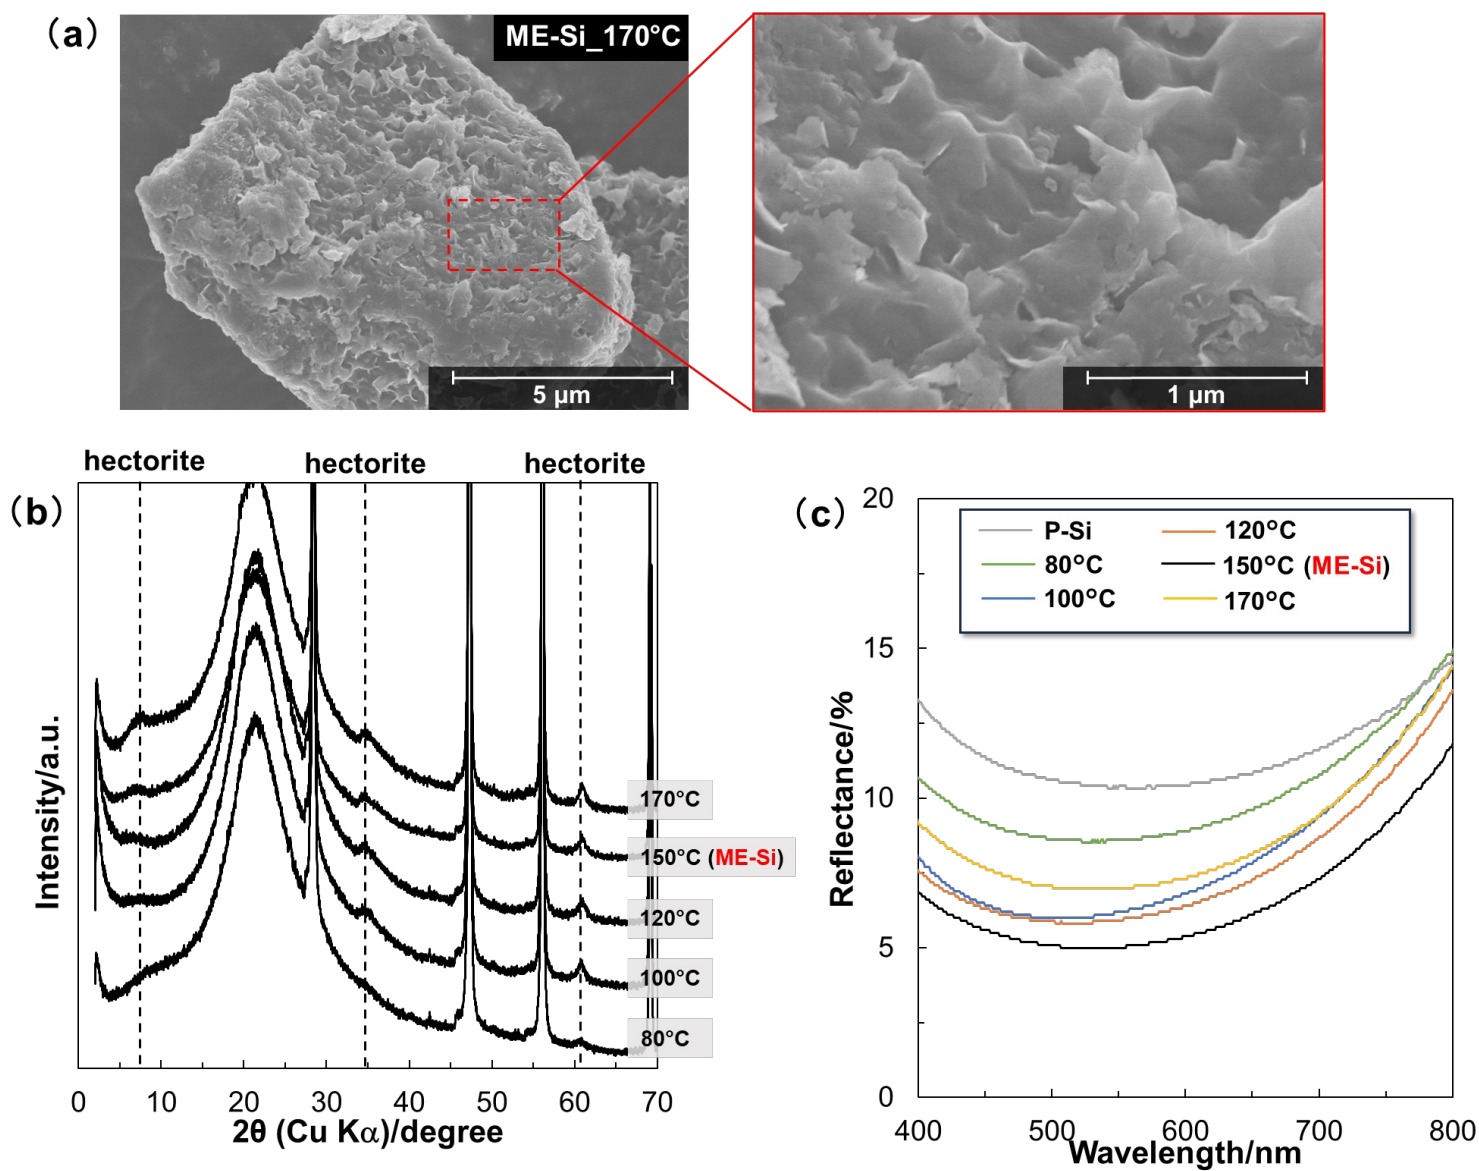 (a)
ME-Si_170°C
5 μm
1 μm
hectorite hectorite hectorite
(b)
Intensity/a.u.
170°C
150°C (ME-Si)
120°C
100°C
80°C
0 10 20 30 40 50 60 70
2θ (Cu Kα)/degree
(c)
20
15
10
5
0
Reflectance/%
P-Si 120°C
80°C 150°C (ME-Si)
100°C 170°C
400 500 600 700 800
Wavelength/nm